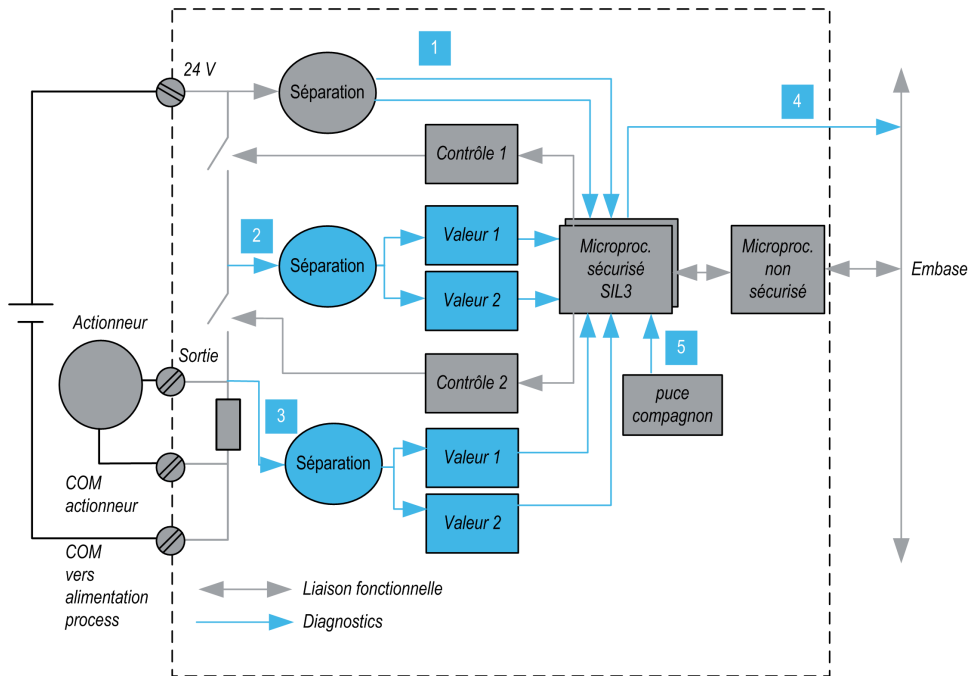 1
24 V
Séparation
4
Contrôle 1
2
Séparation
Valeur 1
Valeur 2
Microproc.
sécurisé
SIL3
Microproc.
non
sécurisé
Embase
Actionneur
Sortie
Contrôle 2
5
puce
compagnon
3
Séparation
Valeur 1
Valeur 2
COM
actionneur
COM
vers
alimentation
process
Liaison fonctionnelle
Diagnostics